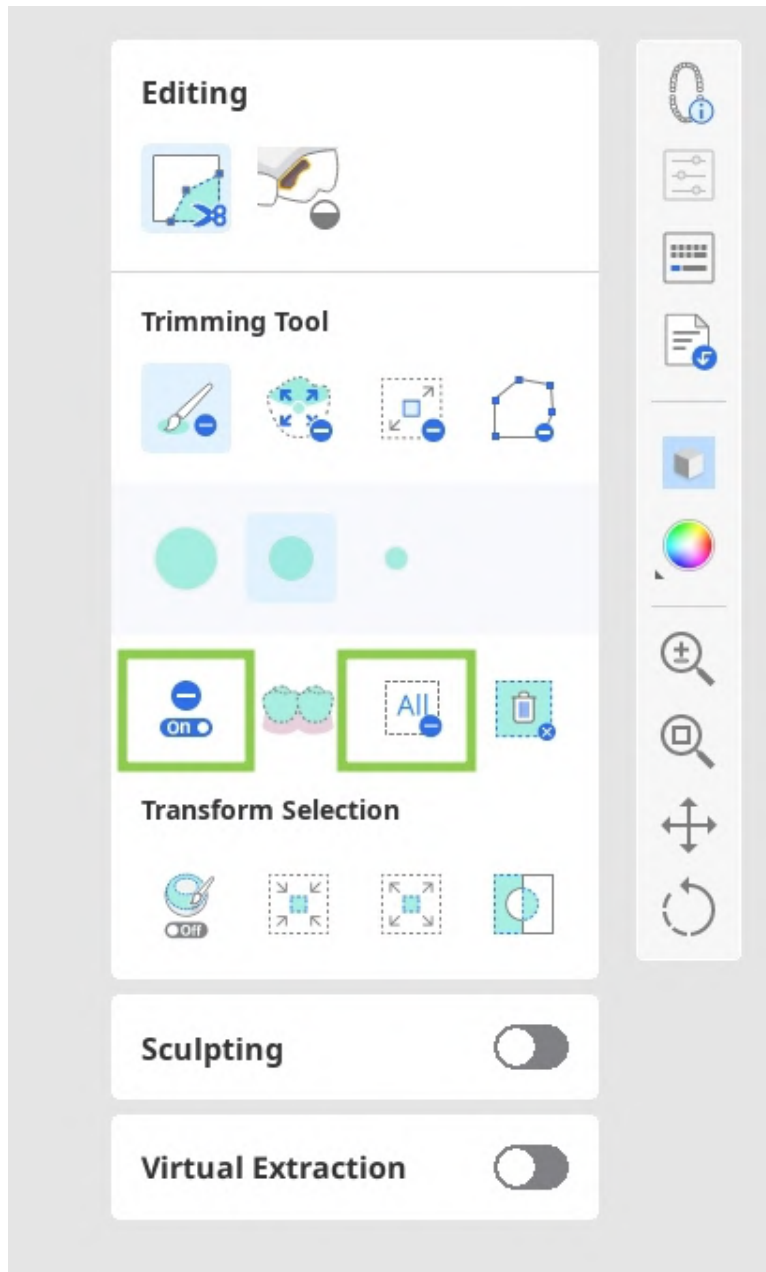 Editing
Trimming Tool
On
All
Transform Selection
Off
Sculpting
Virtual Extraction